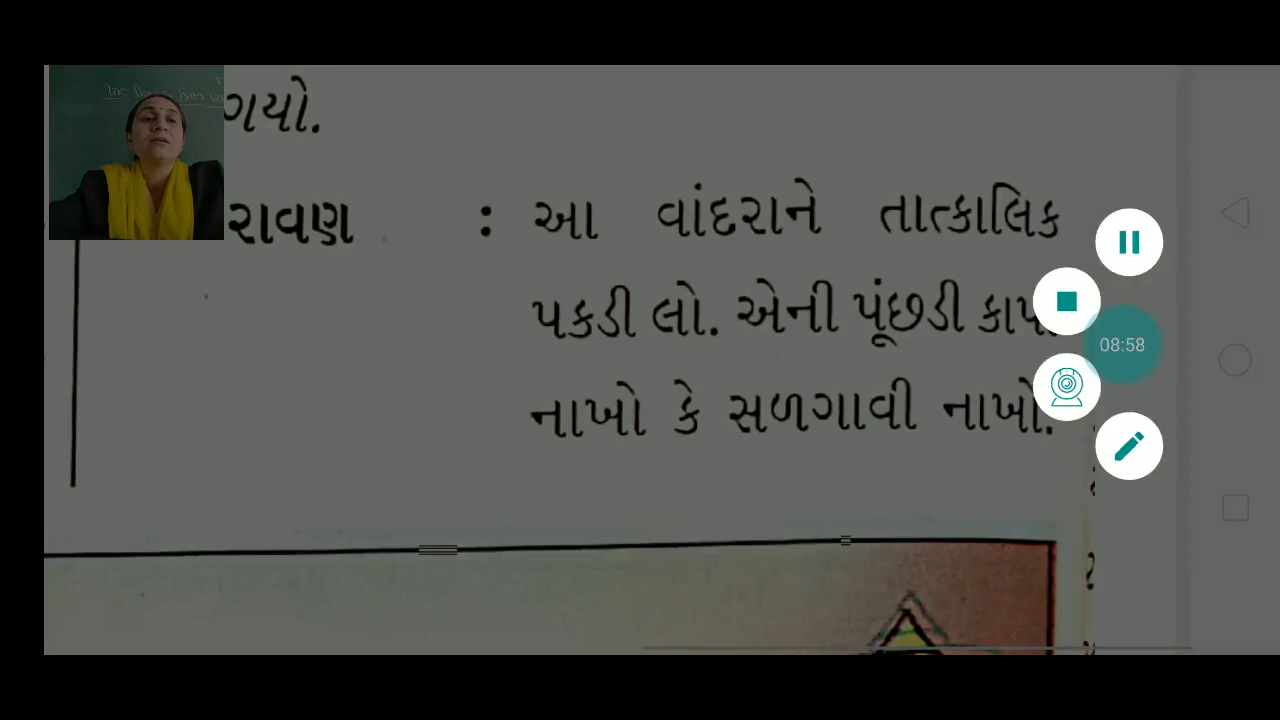 ગયો.
રાવણ : આ વાંદરાને તાત્કાલિક
પકડી લો. એની પૂંછડી
નાખો કે સળગાવી નાખો.
08:58